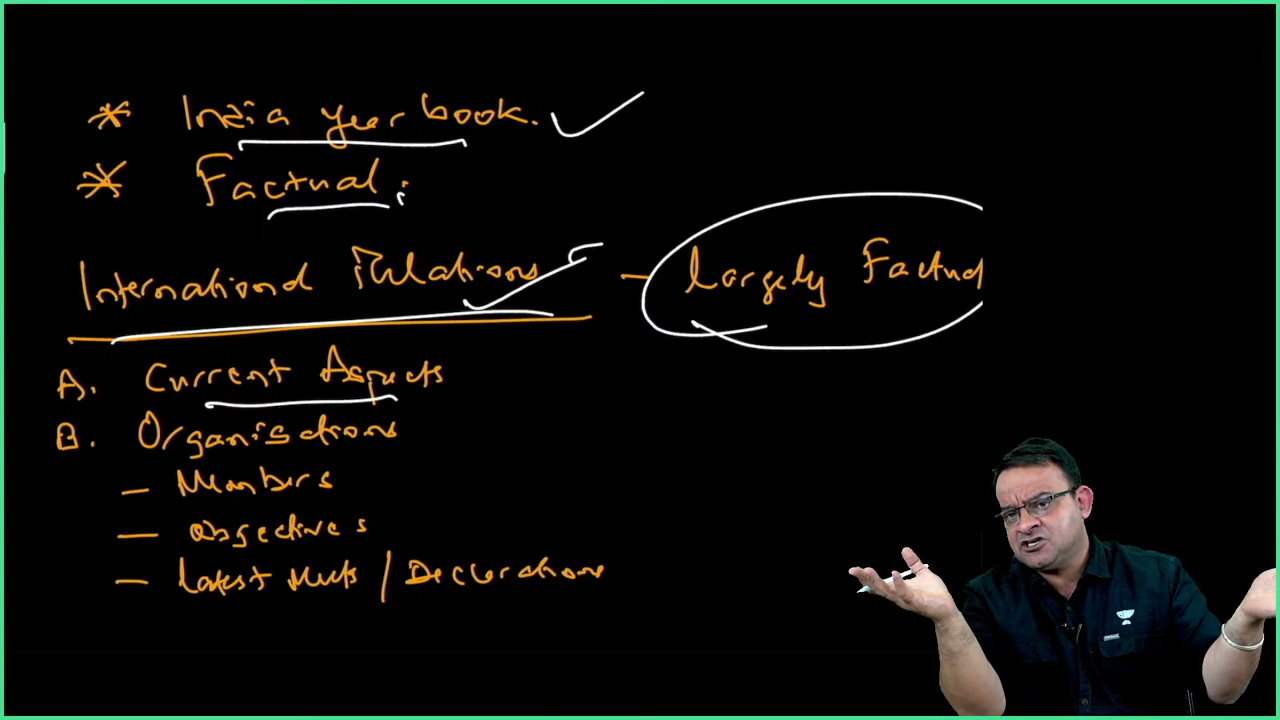 * India year book.
* Factual :
International Relations - largely Factual
A. Current Aspects
B. Organisations
- Members
- objectives
- latest Meets / Declarations